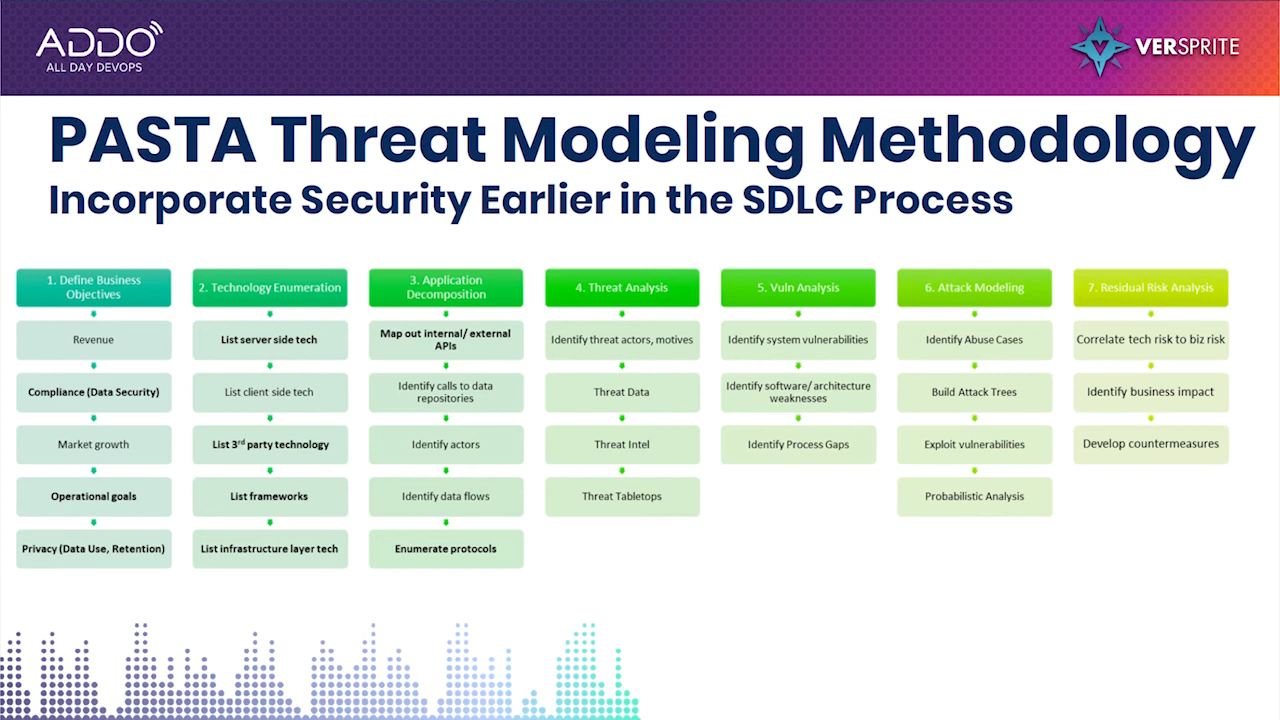 ADDO
ALL DAY DEVOPS
VERSPRITE
PASTA Threat Modeling Methodology
Incorporate Security Earlier in the SDLC Process
1. Define Business
Objectives
Revenue
Compliance (Data Security)
Market growth
Operational goals
Privacy (Data Use, Retention)
2. Technology Enumeration
List server side tech
List client side tech
List 3rd party technology
List frameworks
List infrastructure layer tech
3. Application
Decomposition
Map out internal/ external
APIs
Identify calls to data
repositories
Identify actors
Identify data flows
Enumerate protocols
4. Threat Analysis
Identify threat actors, motives
Threat Data
Threat Intel
Threat Tabletops
5. Vuln Analysis
Identify system vulnerabilities
Identify software/ architecture
weaknesses
Identify Process Gaps
6. Attack Modeling
Identify Abuse Cases
Build Attack Trees
Exploit vulnerabilities
Probabilistic Analysis
7. Residual Risk Analysis
Correlate tech risk to biz risk
Identify business impact
Develop countermeasures